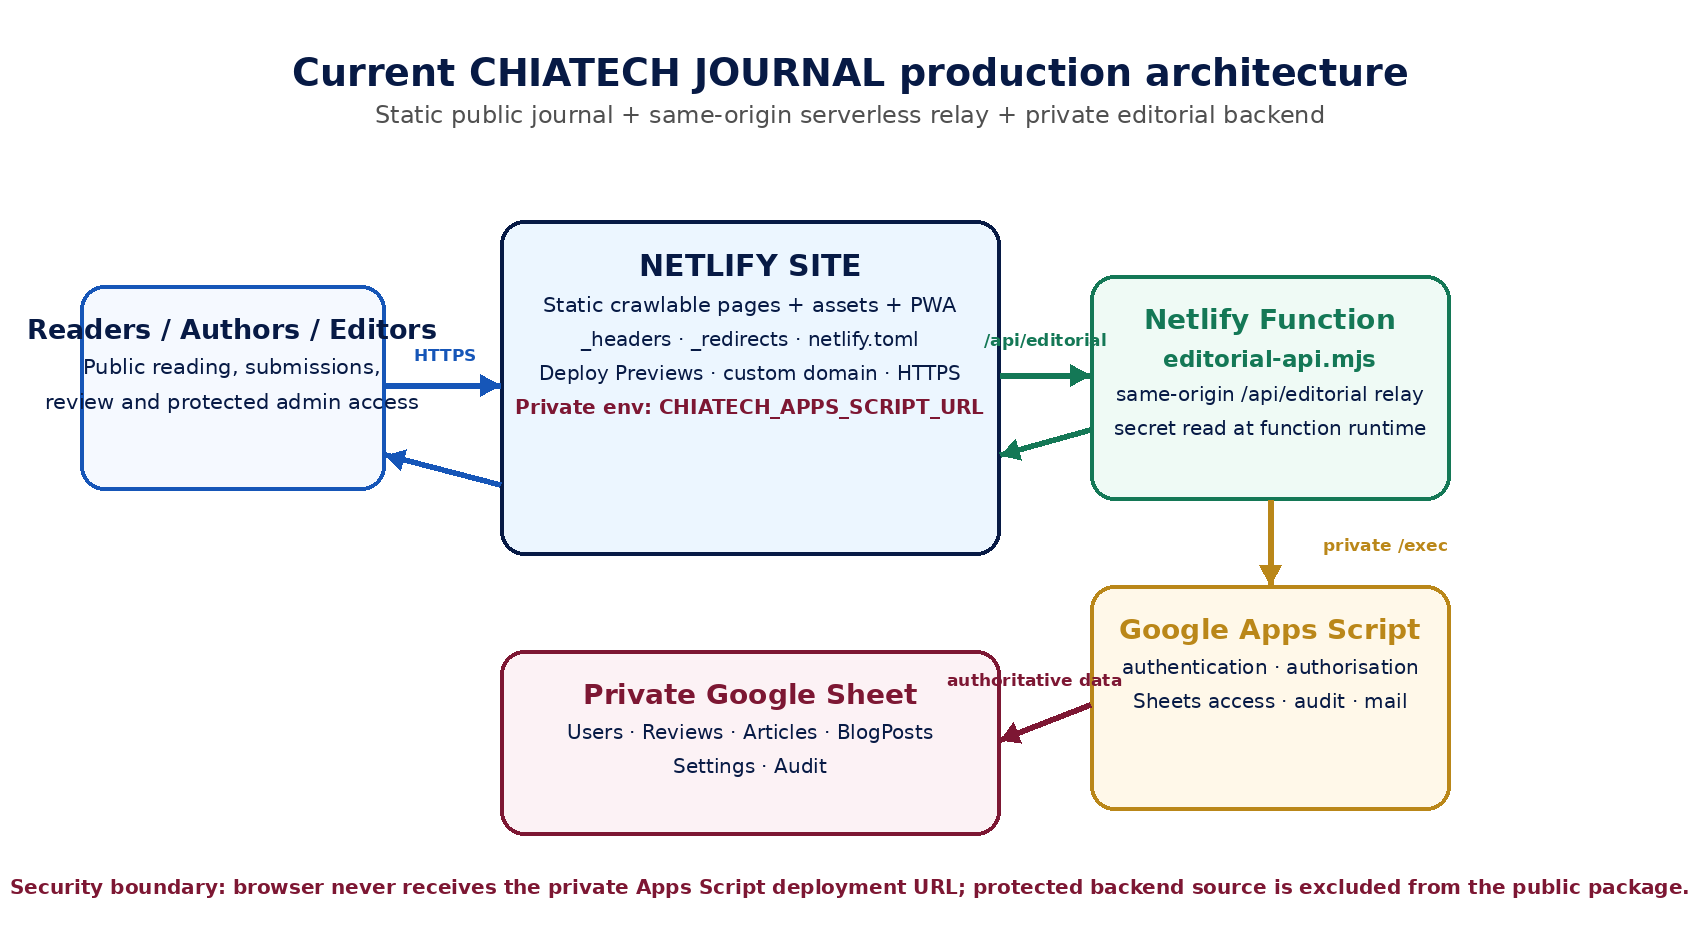 Current CHIATECH JOURNAL production architecture
Static public journal + same-origin serverless relay + private editorial backend
Readers / Authors / Editors
Public reading, submissions,
review and protected admin access
HTTPS
NETLIFY SITE
Static crawlable pages + assets + PWA
_headers · _redirects · netlify.toml
Deploy Previews · custom domain · HTTPS
Private env: CHIATECH_APPS_SCRIPT_URL
/api/editorial
Netlify Function
editorial-api.mjs
same-origin /api/editorial relay
secret read at function runtime
private /exec
Google Apps Script
authentication · authorisation
Sheets access · audit · mail
authoritative data
Private Google Sheet
Users · Reviews · Articles · BlogPosts
Settings · Audit
Security boundary: browser never receives the private Apps Script deployment URL; protected backend source is excluded from the public package.